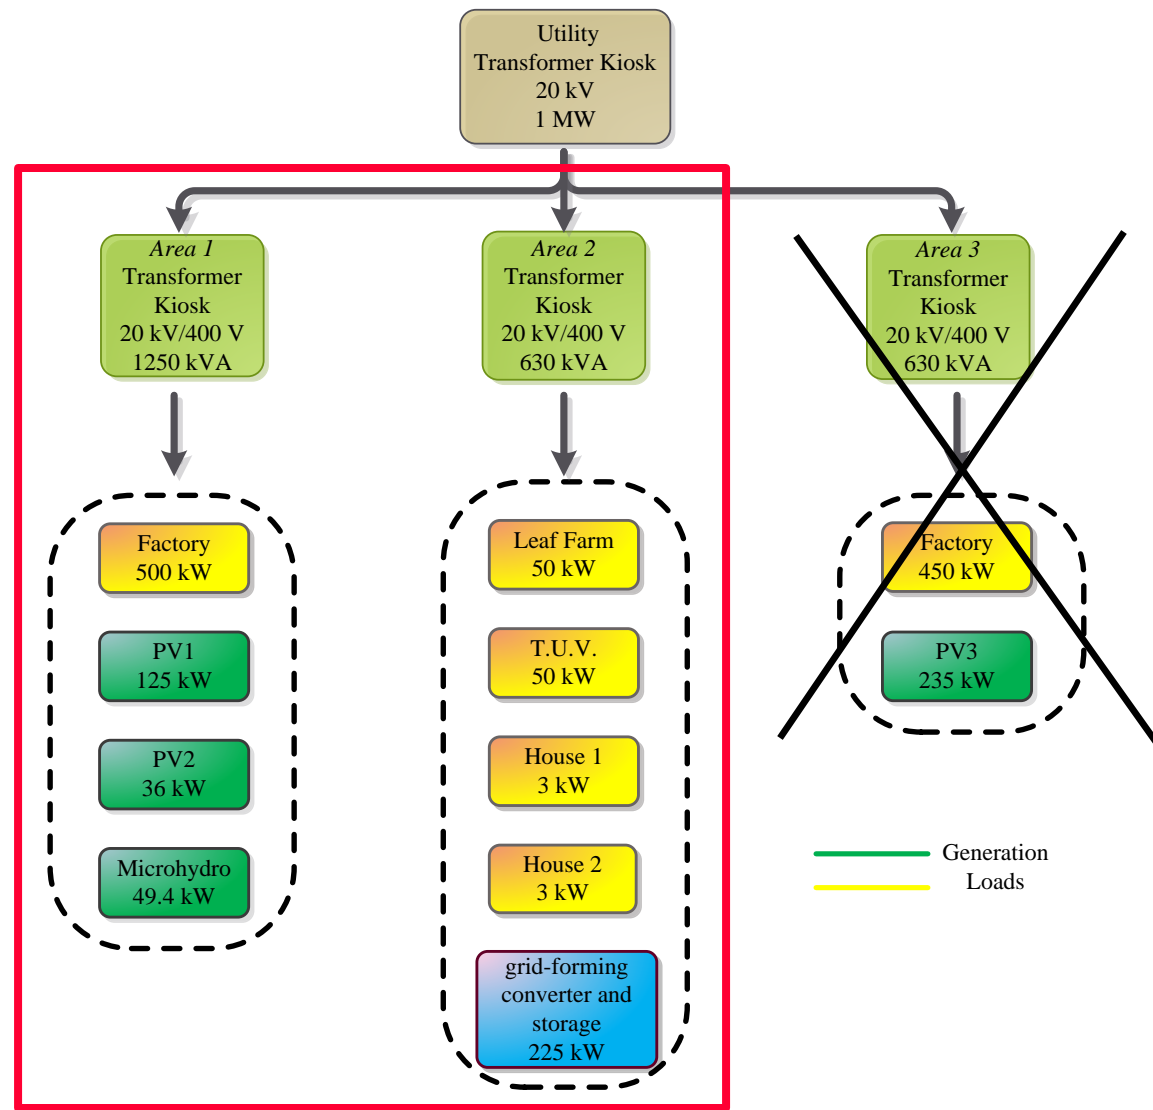 Utility
Transformer Kiosk
20 kV
1 MW
Area 1
Transformer
Kiosk
20 kV/400 V
1250 kVA
Area 2
Transformer
Kiosk
20 kV/400 V
630 kVA
Area 3
Transformer
Kiosk
20 kV/400 V
630 kVA
Factory
500 kW
PV1
125 kW
PV2
36 kW
Microhydro
49.4 kW
Leaf Farm
50 kW
T.U.V.
50 kW
House 1
3 kW
House 2
3 kW
grid-forming
converter and
storage
225 kW
Factory
450 kW
PV3
235 kW
Generation
Loads